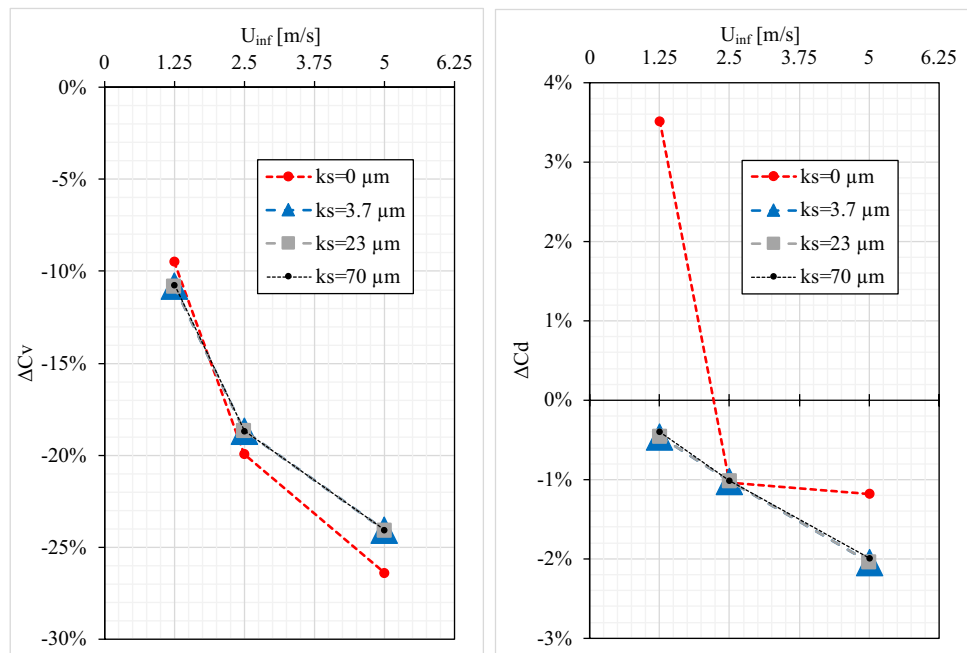 U_inf [m/s]
0 1.25 2.5 3.75 5 6.25
0%
-5%
-10%
-15%
-20%
-25%
-30%
ΔCv
ks=0 µm
ks=3.7 µm
ks=23 µm
ks=70 µm
U_inf [m/s]
0 1.25 2.5 3.75 5 6.25
4%
3%
2%
1%
0%
-1%
-2%
-3%
ΔCd
ks=0 µm
ks=3.7 µm
ks=23 µm
ks=70 µm